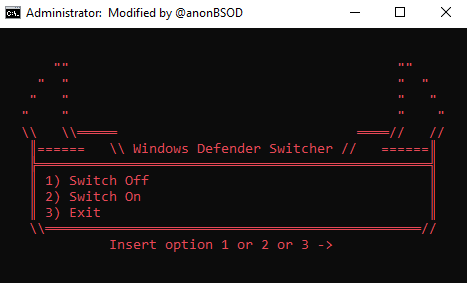 Administrator:  Modified by @anonBSOD
""                                         ""
"  "                                         "  "
"   "                                         "   "
"    "                                         "    "
\\   \\═════                              ════//   //
║======   \\ Windows Defender Switcher //   ======║
1) Switch Off
2) Switch On
3) Exit
\\═══════════════════════════════════════════════//
Insert option 1 or 2 or 3 ->